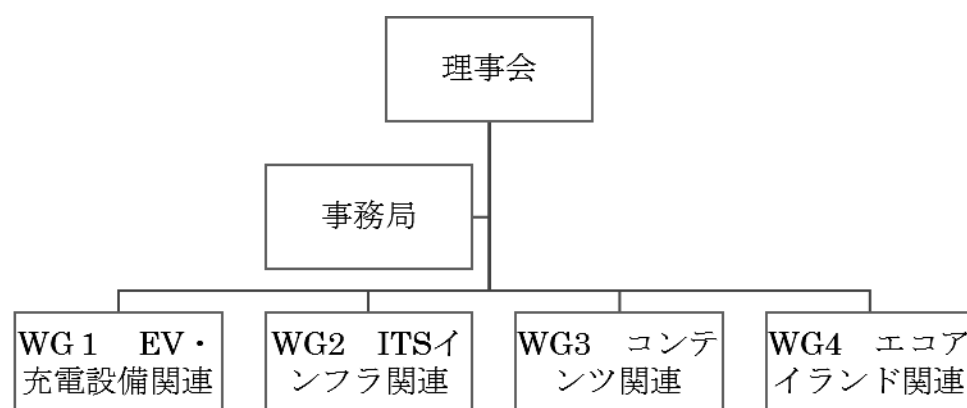 理事会
事務局
WG 1　EV・
充電設備関連
WG2　ITSイ
ンフラ関連
WG3　コンテ
ンツ関連
WG4　エコア
イランド関連